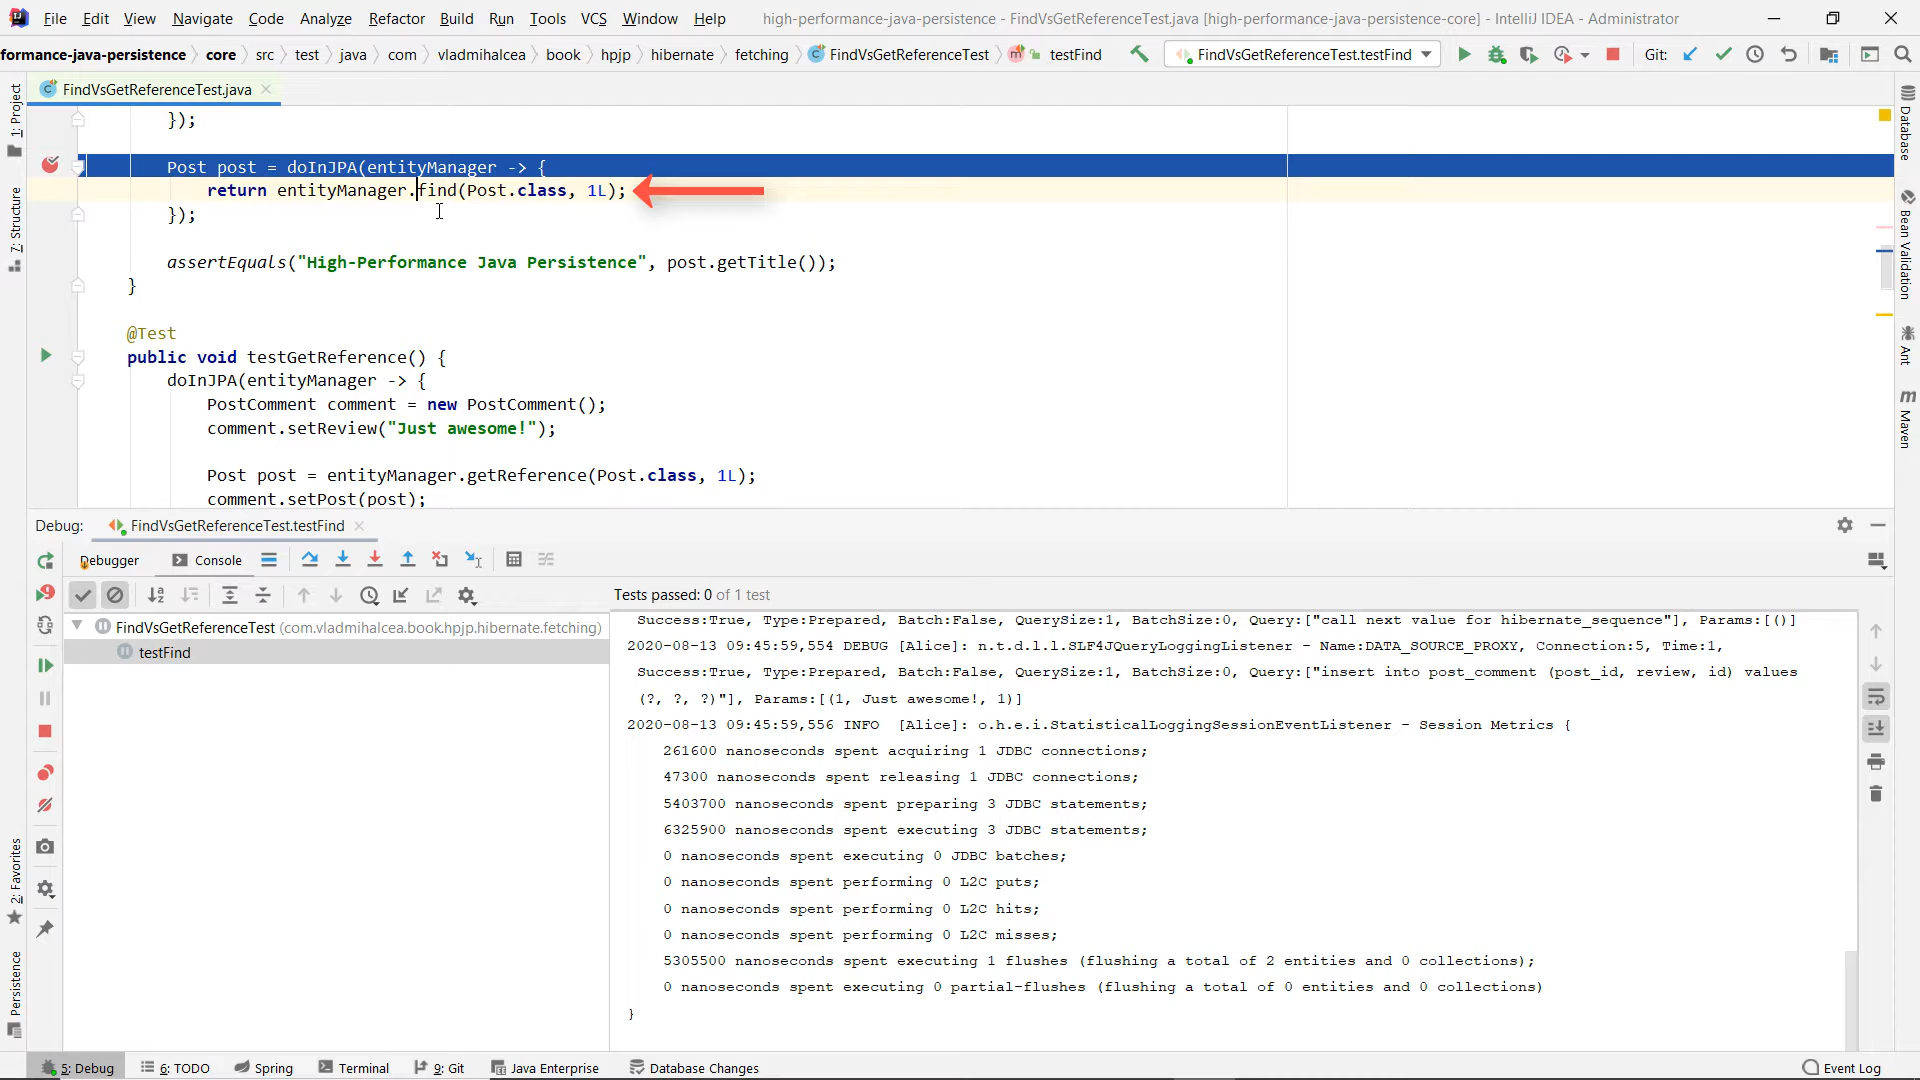 File Edit View Navigate Code Analyze Refactor Build Run Tools VCS Window Help high-performance-java-persistence - FindVsGetReferenceTest.java [high-performance-java-persistence-core] - IntelliJ IDEA - Administrator
formance-java-persistence core src test java com vladmihalcea book hpjp hibernate fetching FindVsGetReferenceTest testFind FindVsGetReferenceTest.testFind Git:
FindVsGetReferenceTest.java
1: Project
7: Structure
2: Favorites
Persistence
Database
Bean Validation
Ant
Maven
});
Post post = doInJPA(entityManager -> {
return entityManager.find(Post.class, 1L);
});
assertEquals("High-Performance Java Persistence", post.getTitle());
}
@Test
public void testGetReference() {
doInJPA(entityManager -> {
PostComment comment = new PostComment();
comment.setReview("Just awesome!");
Post post = entityManager.getReference(Post.class, 1L);
comment.setPost(post);
Debug: FindVsGetReferenceTest.testFind
Debugger Console
Tests passed: 0 of 1 test
FindVsGetReferenceTest (com.vladmihalcea.book.hpjp.hibernate.fetching)
testFind
Success:True, Type:Prepared, Batch:False, QuerySize:1, BatchSize:0, Query:["call next value for hibernate_sequence"], Params:[()]
2020-08-13 09:45:59,554 DEBUG [Alice]: n.t.d.l.l.SLF4JQueryLoggingListener - Name:DATA_SOURCE_PROXY, Connection:5, Time:1,
Success:True, Type:Prepared, Batch:False, QuerySize:1, BatchSize:0, Query:["insert into post_comment (post_id, review, id) values
(?, ?, ?)"], Params:[(1, Just awesome!, 1)]
2020-08-13 09:45:59,556 INFO [Alice]: o.h.e.i.StatisticalLoggingSessionEventListener - Session Metrics {
261600 nanoseconds spent acquiring 1 JDBC connections;
47300 nanoseconds spent releasing 1 JDBC connections;
5403700 nanoseconds spent preparing 3 JDBC statements;
6325900 nanoseconds spent executing 3 JDBC statements;
0 nanoseconds spent executing 0 JDBC batches;
0 nanoseconds spent performing 0 L2C puts;
0 nanoseconds spent performing 0 L2C hits;
0 nanoseconds spent performing 0 L2C misses;
5305500 nanoseconds spent executing 1 flushes (flushing a total of 2 entities and 0 collections);
0 nanoseconds spent executing 0 partial-flushes (flushing a total of 0 entities and 0 collections)
}
5: Debug 6: TODO Spring Terminal 9: Git Java Enterprise Database Changes Event Log